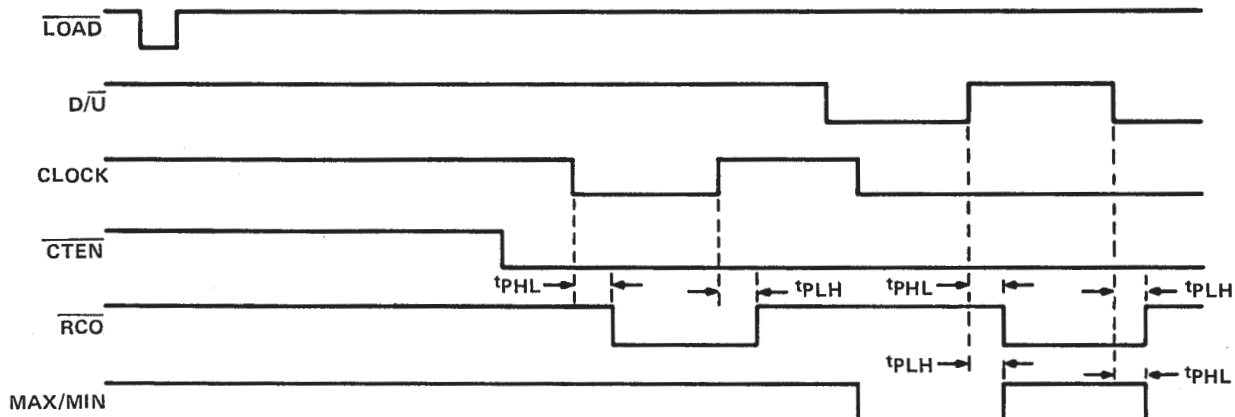 LOAD
D/U
CLOCK
CTEN
tPHL tPLH tPHL tPLH
RCO
tPLH tPHL
MAX/MIN